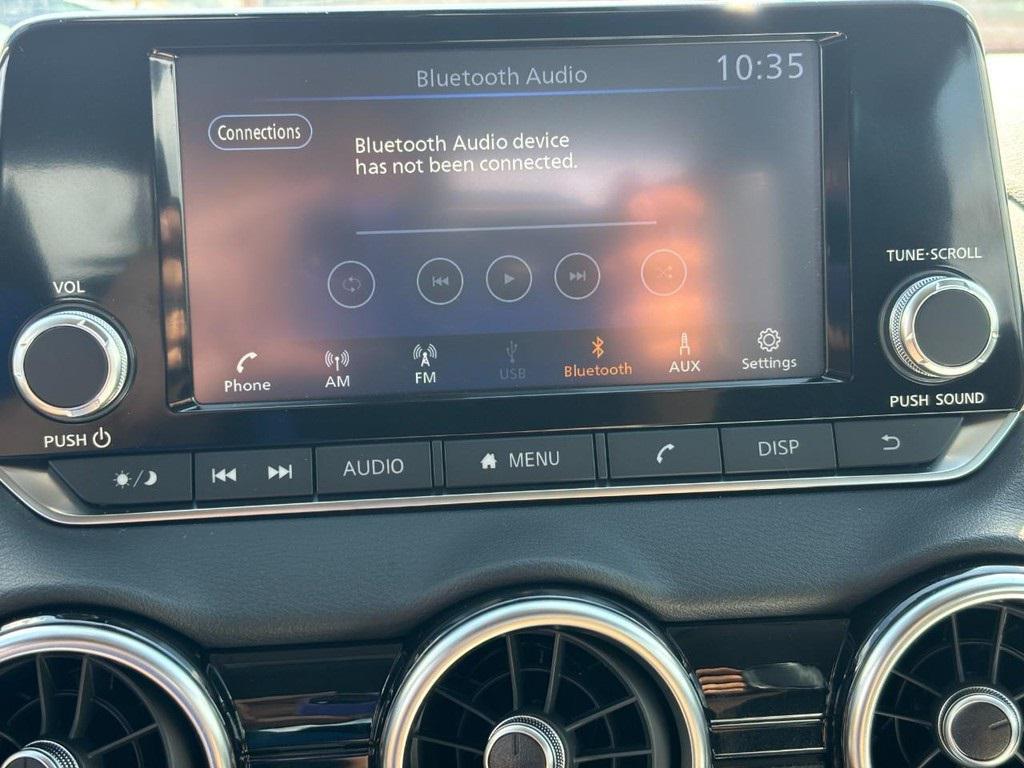 Bluetooth Audio
10:35
Connections
Bluetooth Audio device
has not been connected.
Phone
AM
FM
USB
Bluetooth
AUX
Settings
VOL
PUSH
TUNE·SCROLL
PUSH SOUND
AUDIO
MENU
DISP